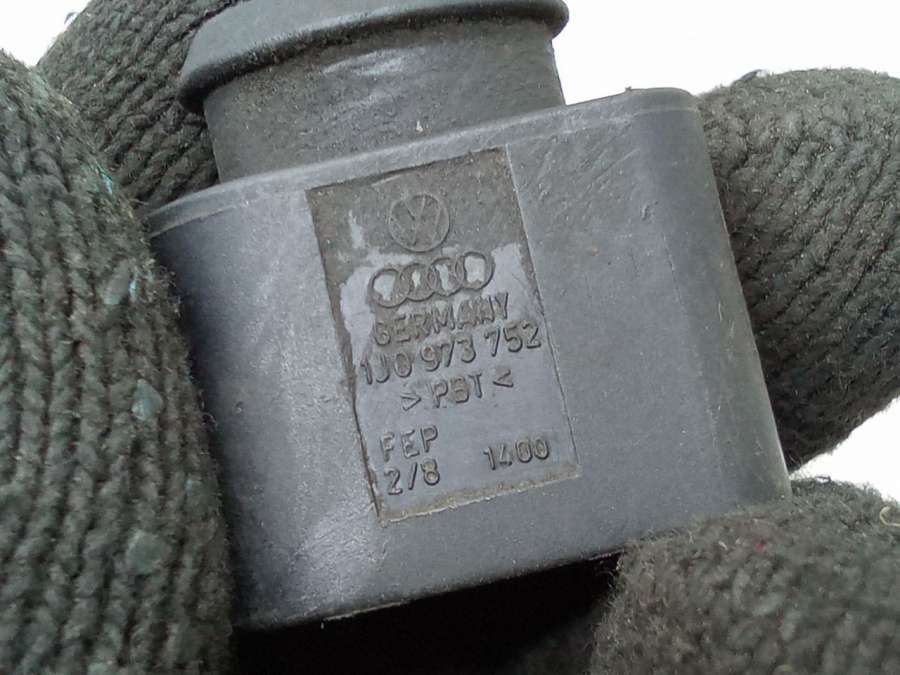 GERMANY
1J0 973 752
> PBT <
FEP
2/8 1400